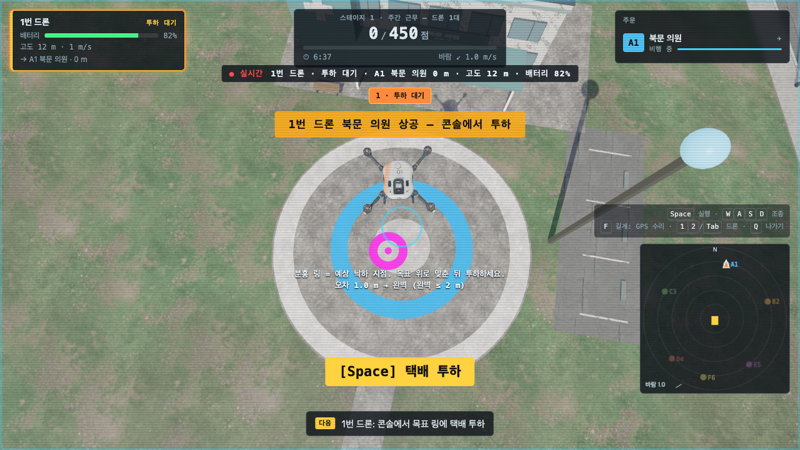 1번 드론 투하 대기
배터리 82%
고도 12 m · 1 m/s
→ A1 북문 의원 · 0 m
스테이지 1 · 주간 근무 — 드론 1대
0 / 450점
6:37 바람 ↙ 1.0 m/s
● 실시간 1번 드론 · 투하 대기 · A1 북문 의원 0 m · 고도 12 m · 배터리 82%
1 · 투하 대기
1번 드론 북문 의원 상공 — 콘솔에서 투하
주문
A1 북문 의원 +
비행 중
Space 실행 · W A S D 조종
F 길게: GPS 수리 · 1 2 / Tab 드론 · Q 나가기
분홍 링 = 예상 낙하 지점. 목표 위로 맞춘 뒤 투하하세요.
오차 1.0 m → 완벽 (완벽 ≤ 2 m)
[Space] 택배 투하
다음 1번 드론: 콘솔에서 목표 링에 택배 투하
N
A1
C3
B2
D4
E5
F6
바람 1.0